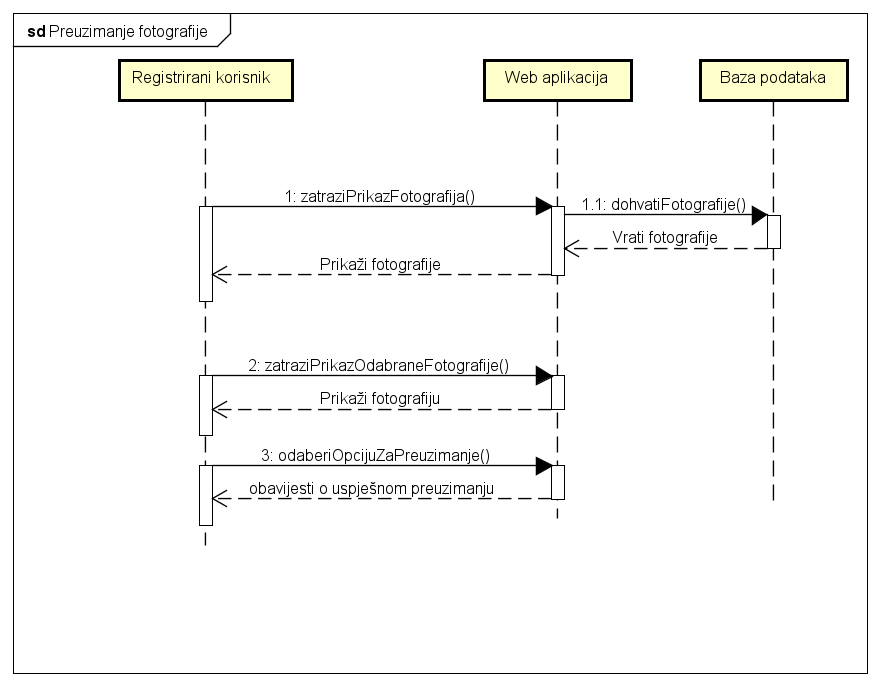 sd Preuzimanje fotografije
Registrirani korisnik
Web aplikacija
Baza podataka
1: zatraziPrikazFotografija()
1.1: dohvatiFotografije()
Vrati fotografije
Prikaži fotografije
2: zatraziPrikazOdabraneFotografije()
Prikaži fotografiju
3: odaberiOpcijuZaPreuzimanje()
obavijesti o uspješnom preuzimanju